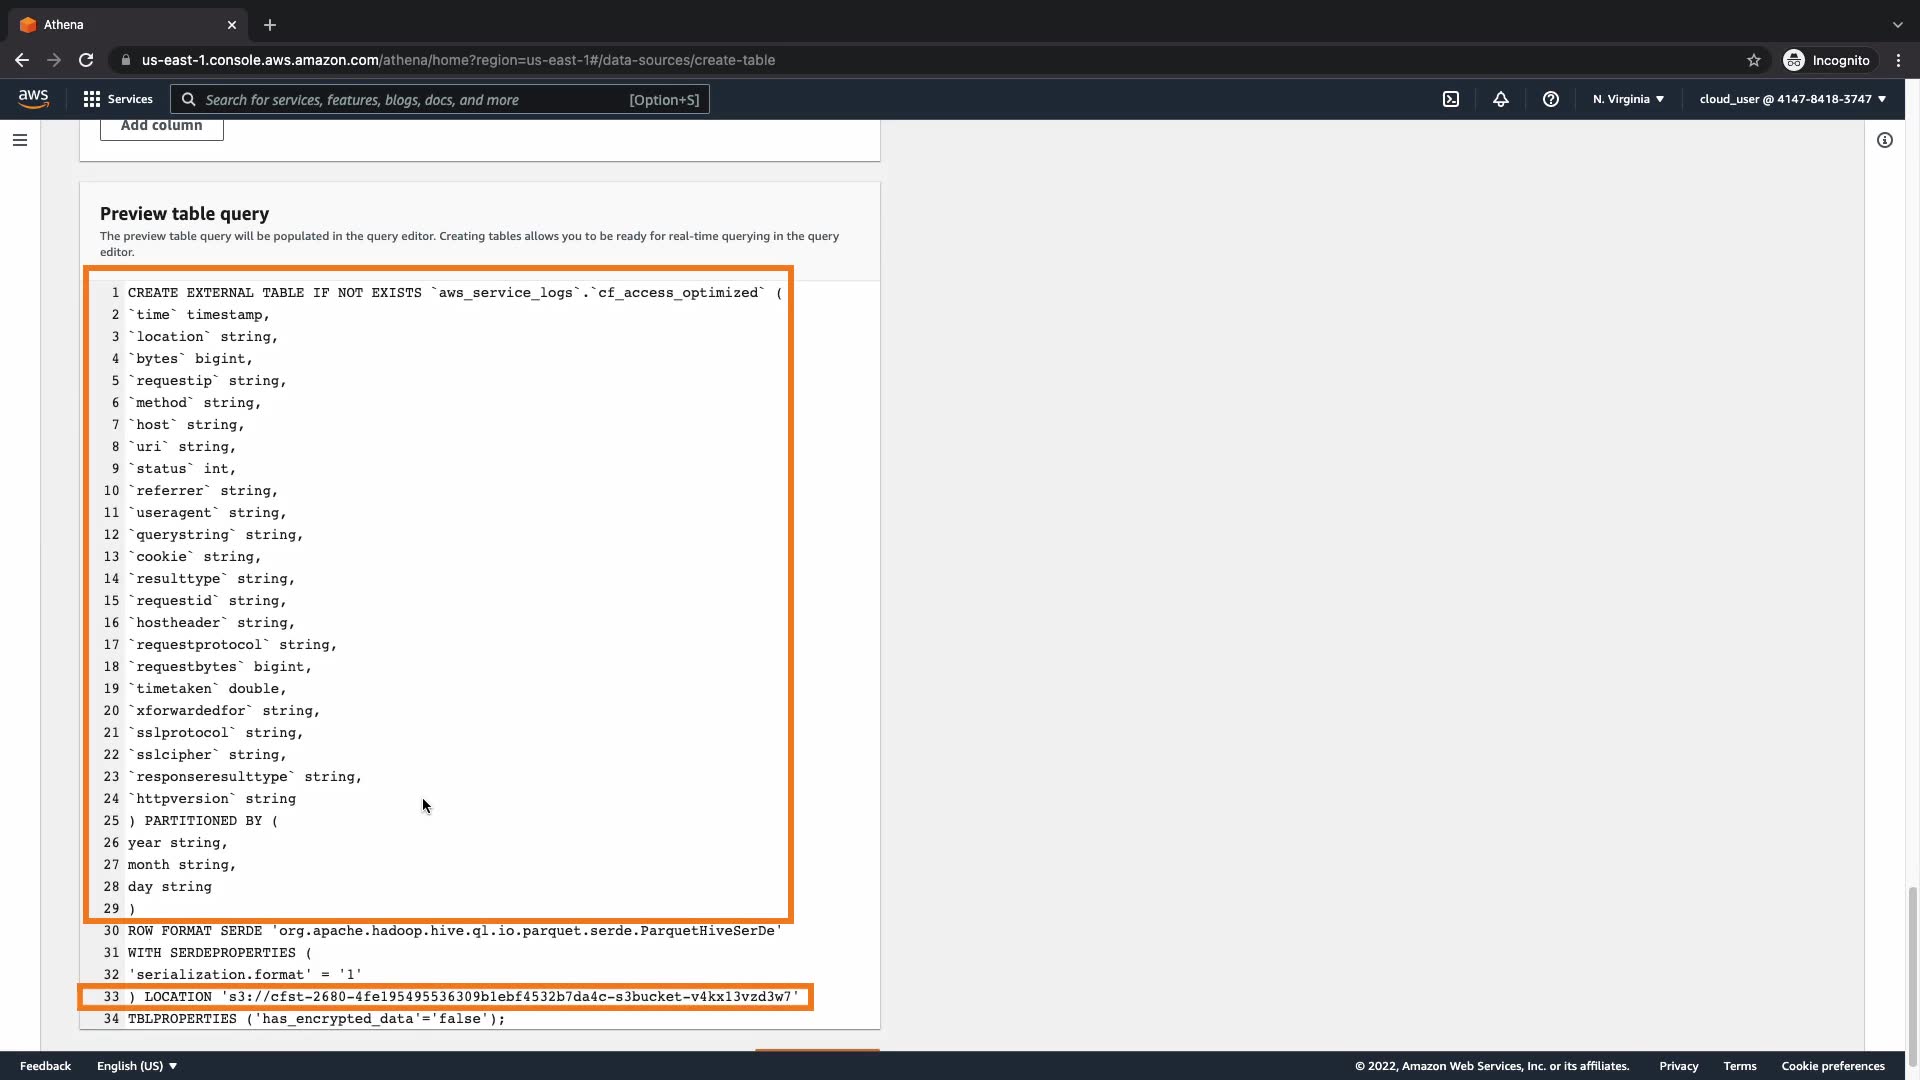 Athena
us-east-1.console.aws.amazon.com/athena/home?region=us-east-1#/data-sources/create-table
Incognito
aws
Services
Search for services, features, blogs, docs, and more
[Option+S]
N. Virginia
cloud_user @ 4147-8418-3747
Add column
Preview table query
The preview table query will be populated in the query editor. Creating tables allows you to be ready for real-time querying in the query
editor.
1 CREATE EXTERNAL TABLE IF NOT EXISTS `aws_service_logs`.`cf_access_optimized` (
2 `time` timestamp,
3 `location` string,
4 `bytes` bigint,
5 `requestip` string,
6 `method` string,
7 `host` string,
8 `uri` string,
9 `status` int,
10 `referrer` string,
11 `useragent` string,
12 `querystring` string,
13 `cookie` string,
14 `resulttype` string,
15 `requestid` string,
16 `hostheader` string,
17 `requestprotocol` string,
18 `requestbytes` bigint,
19 `timetaken` double,
20 `xforwardedfor` string,
21 `sslprotocol` string,
22 `sslcipher` string,
23 `responseresulttype` string,
24 `httpversion` string
25 ) PARTITIONED BY (
26 year string,
27 month string,
28 day string
29 )
30 ROW FORMAT SERDE 'org.apache.hadoop.hive.ql.io.parquet.serde.ParquetHiveSerDe'
31 WITH SERDEPROPERTIES (
32 'serialization.format' = '1'
33 ) LOCATION 's3://cfst-2680-4fe195495536309b1ebf4532b7da4c-s3bucket-v4kx13vzd3w7'
34 TBLPROPERTIES ('has_encrypted_data'='false');
Feedback
English (US)
© 2022, Amazon Web Services, Inc. or its affiliates.
Privacy
Terms
Cookie preferences